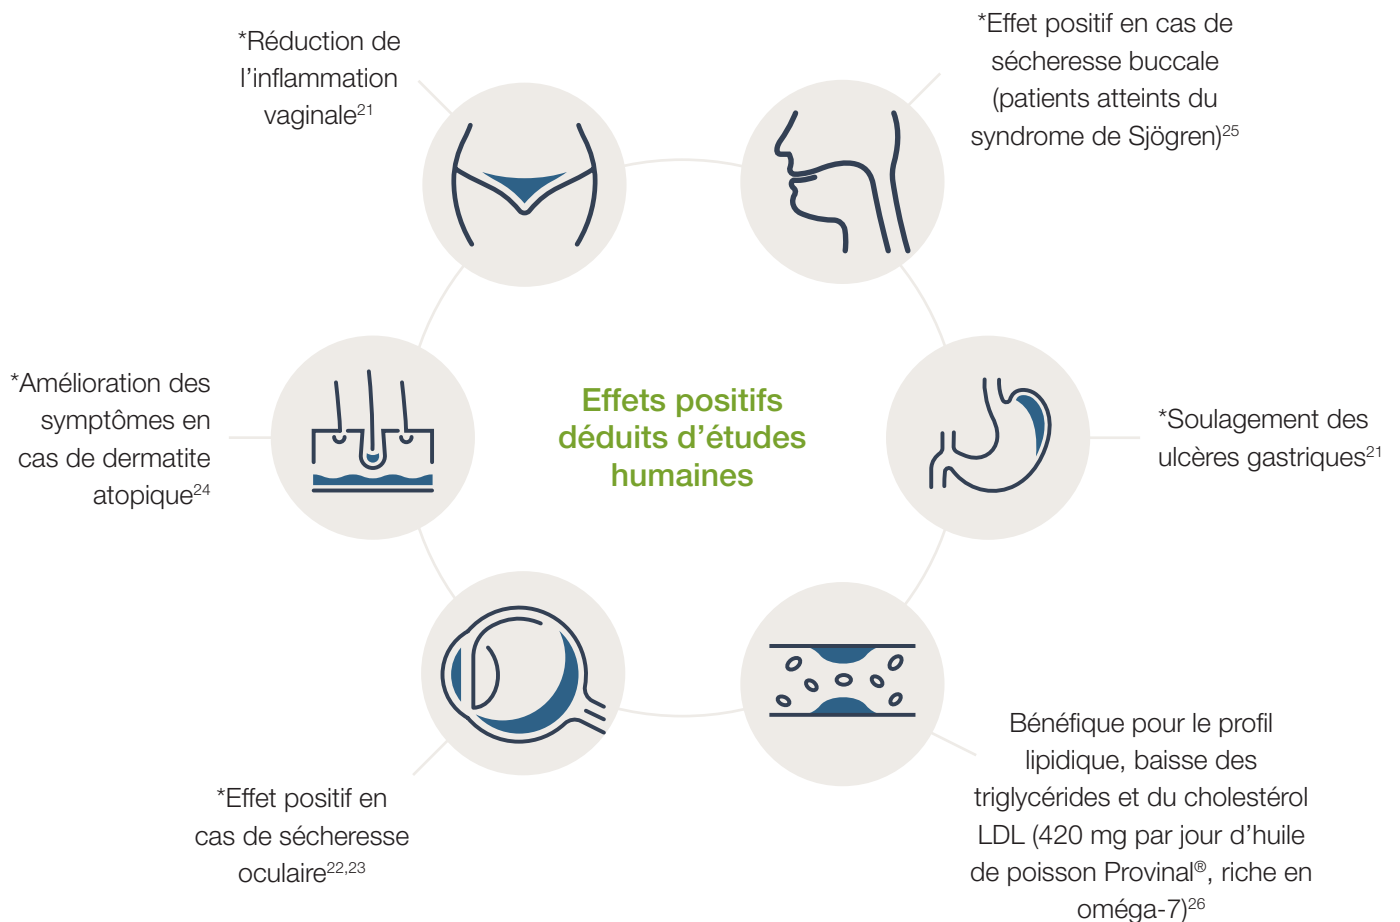 *Réduction de
l’inflammation
vaginale21
*Effet positif en cas de
sécheresse buccale
(patients atteints du
syndrome de Sjögren)25
*Amélioration des
symptômes en
cas de dermatite
atopique24
Effets positifs
déduits d’études
humaines
*Soulagement des
ulcères gastriques21
*Effet positif en
cas de sécheresse
oculaire22,23
Bénéfique pour le profil
lipidique, baisse des
triglycérides et du cholestérol
LDL (420 mg par jour d’huile
de poisson Provinal®, riche en
oméga-7)26